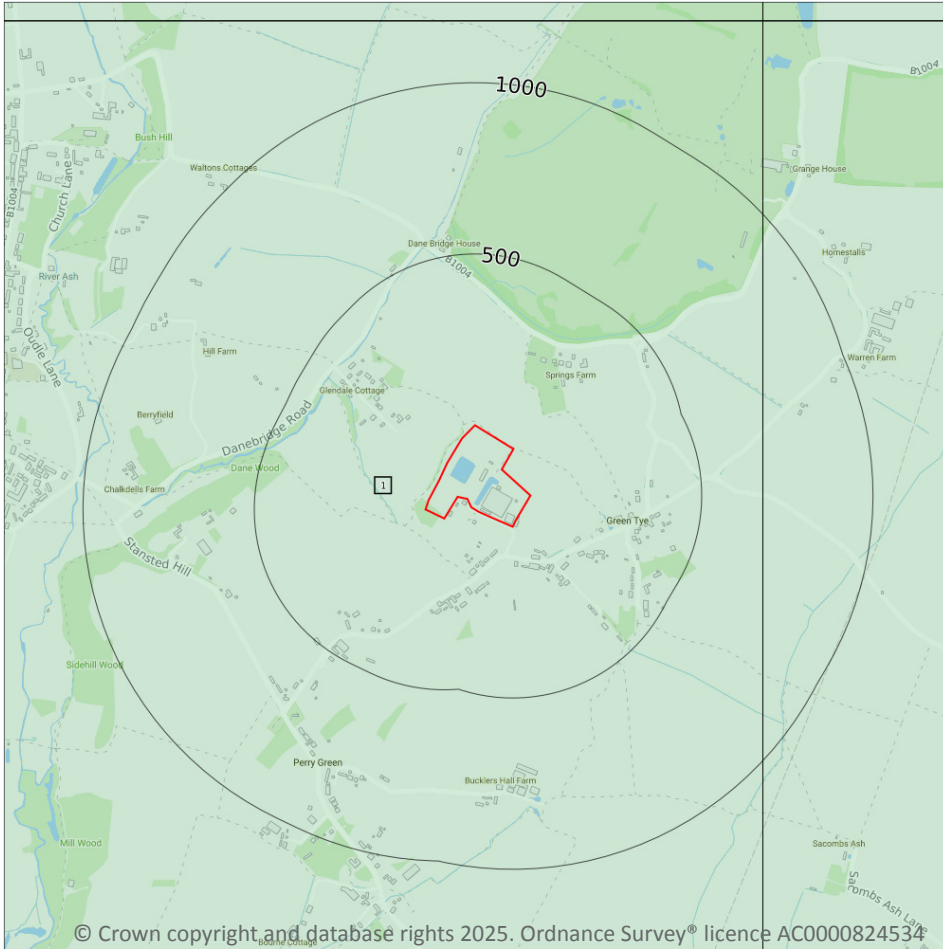 1000
B1004
Bush Hill
Waltons Cottages
Church Lane
B1004
Grange House
Dane Bridge House
500
B1004
Homestalls
River Ash
Oudle Lane
Hill Farm
Warren Farm
Springs Farm
Glendale Cottage
Berryfield
Danebridge Road
Dane Wood
1
Chalkdells Farm
Green Tye
Stansted Hill
Sidehill Wood
Perry Green
Bucklers Hall Farm
Mill Wood
Sacombs Ash
Sacombs Ash Lane
© Crown copyright and database rights 2025. Ordnance Survey® licence AC0000824534
Bourne Cottage